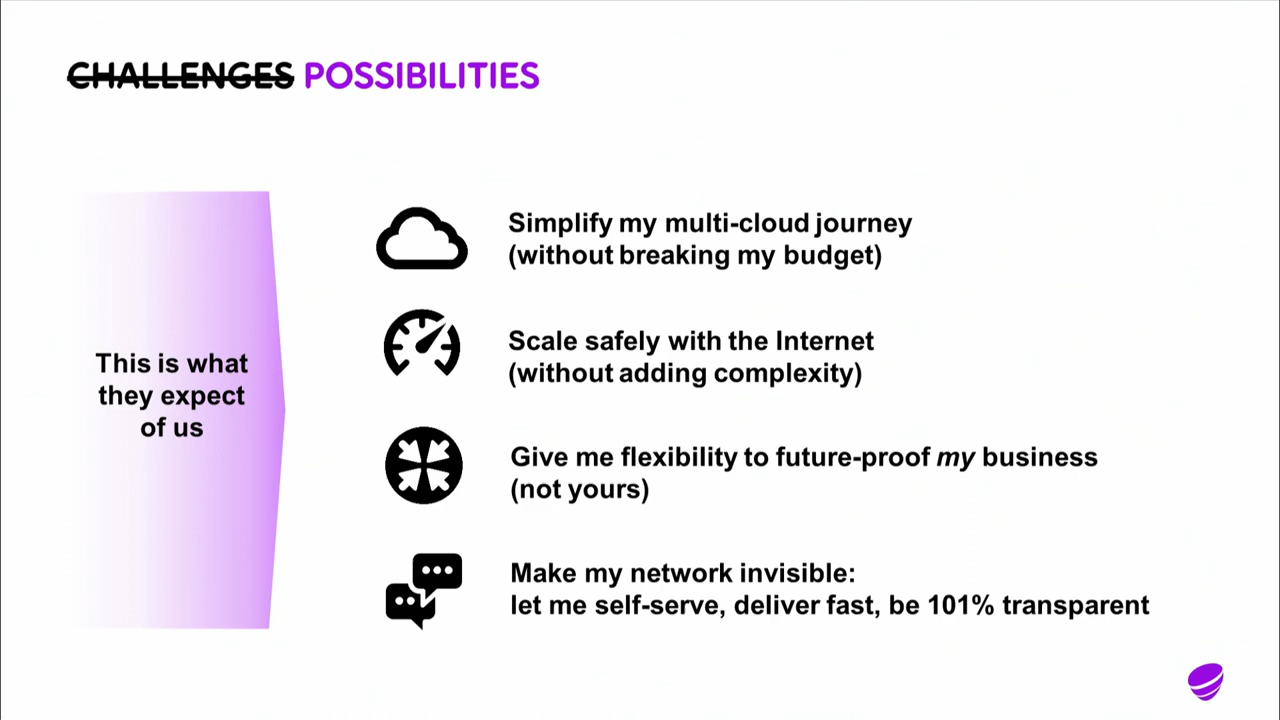 CHALLENGES POSSIBILITIES
This is what
they expect
of us
Simplify my multi-cloud journey
(without breaking my budget)
Scale safely with the Internet
(without adding complexity)
Give me flexibility to future-proof my business
(not yours)
Make my network invisible:
let me self-serve, deliver fast, be 101% transparent